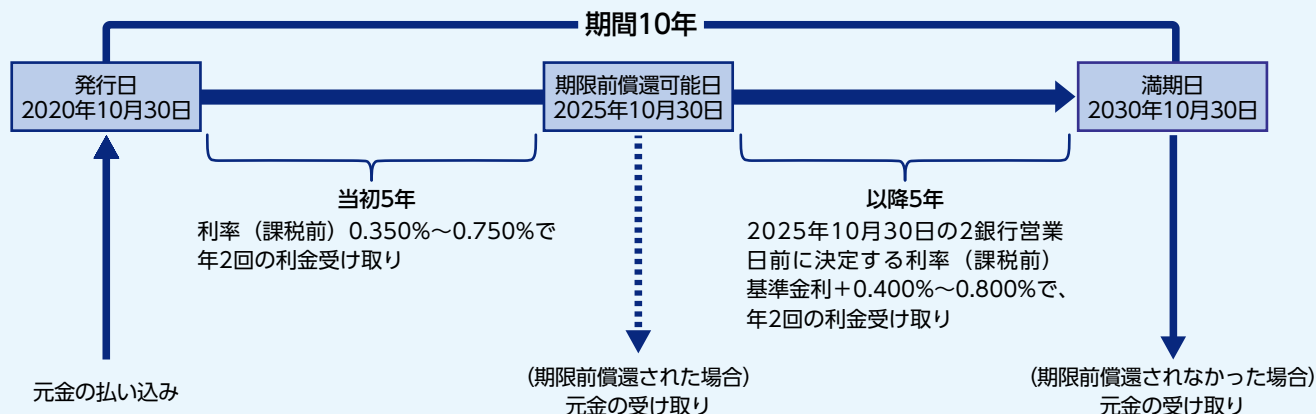 期間10年
発行日
2020年10月30日
期限前償還可能日
2025年10月30日
満期日
2030年10月30日
当初5年
利率（課税前）0.350%～0.750%で
年2回の利金受け取り
以降5年
2025年10月30日の2銀行営業
日前に決定する利率（課税前）
基準金利＋0.400%～0.800%で、
年2回の利金受け取り
元金の払い込み
(期限前償還された場合)
元金の受け取り
(期限前償還されなかった場合)
元金の受け取り